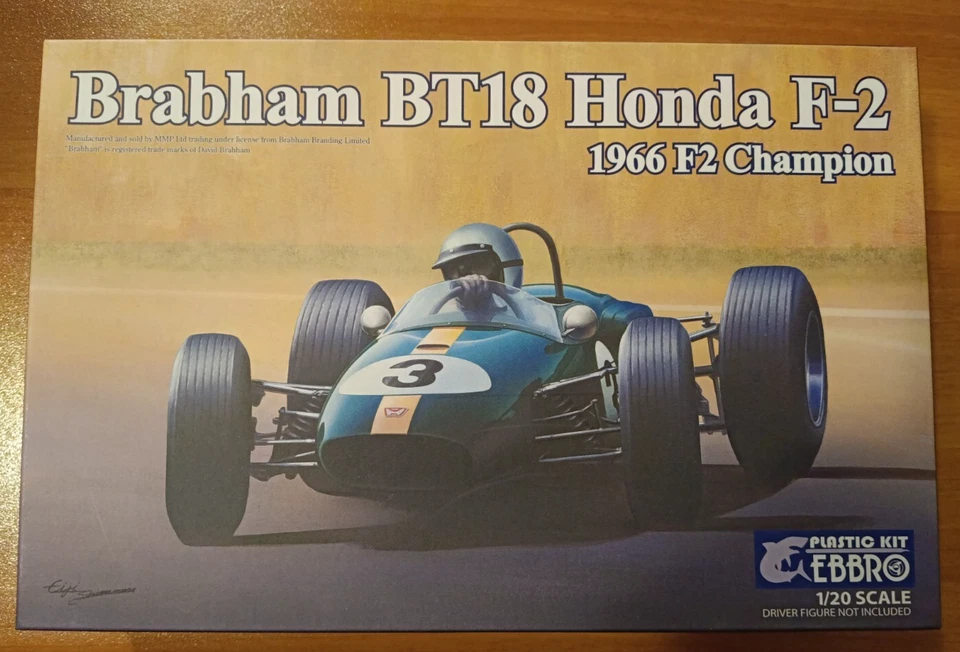 Brabham BT18 Honda F-2
Manufactured and sold by MMP Ltd trading under license from Brabham Branding Limited
"Brabham" is registered trade marks of David Brabham
1966 F2 Champion
3
PLASTIC KIT
EBBRO
1/20 SCALE
DRIVER FIGURE NOT INCLUDED